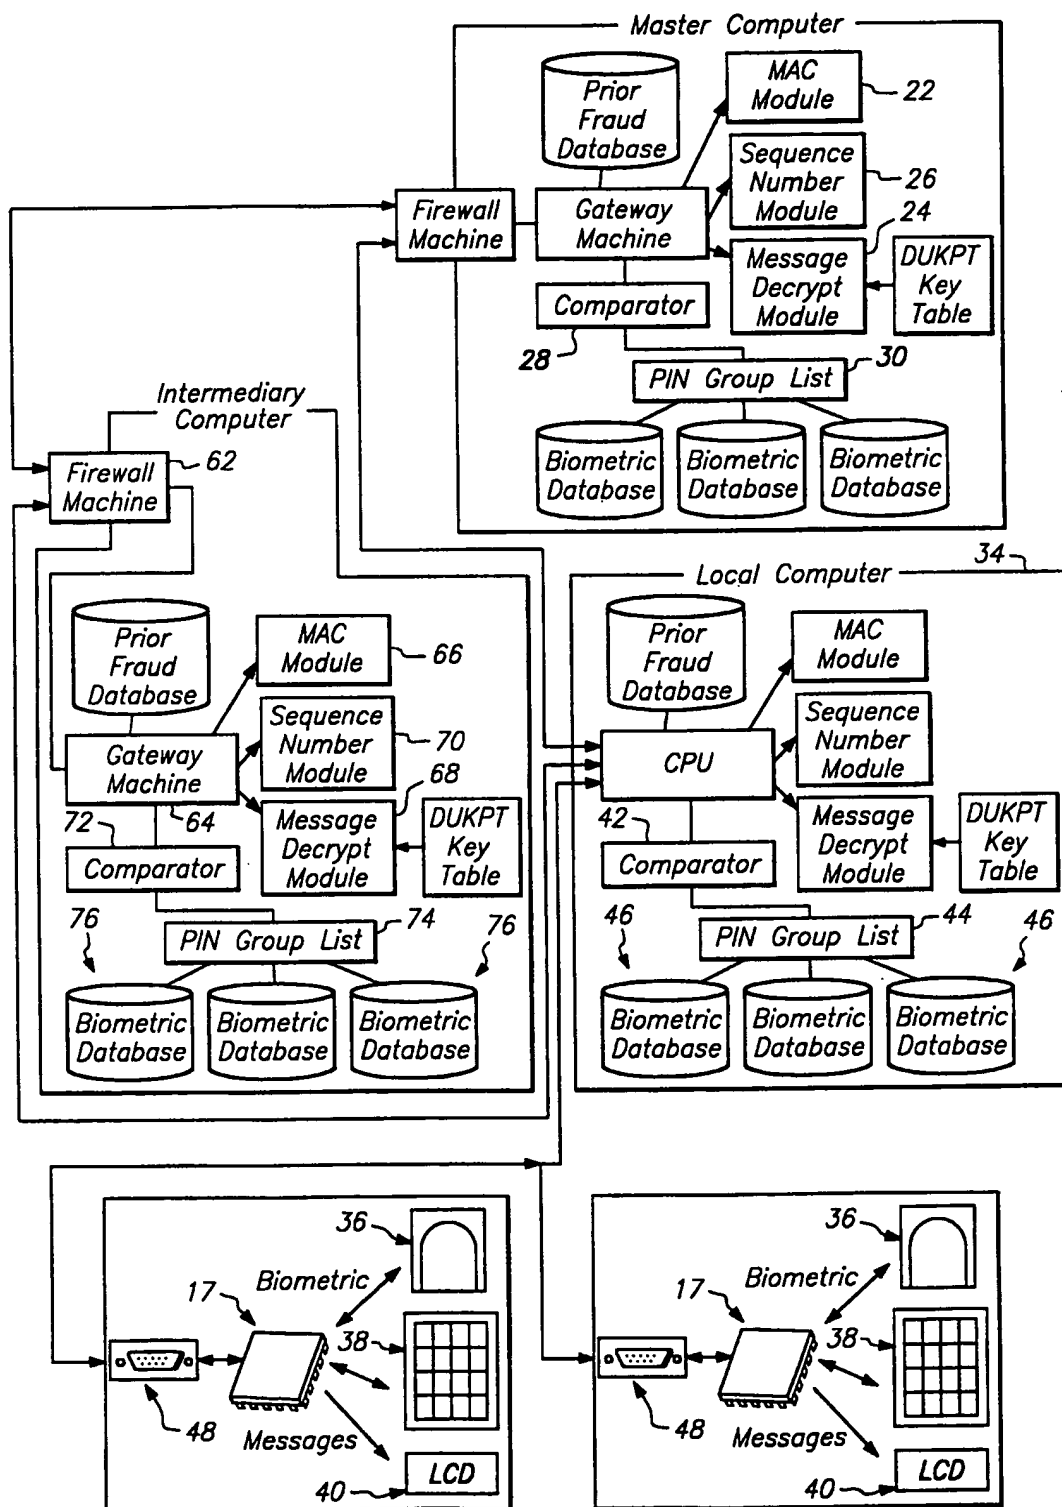 Master Computer
Prior
Fraud
Database
MAC
Module
22
Sequence
Number
Module
26
24
Firewall
Machine
Gateway
Machine
Message
Decrypt
Module
DUKPT
Key
Table
Comparator
28
30
PIN Group List
Biometric
Database
Biometric
Database
Biometric
Database
Intermediary
Computer
62
Firewall
Machine
Prior
Fraud
Database
MAC
Module
66
Sequence
Number
Module
70
68
Gateway
Machine
64
72
Message
Decrypt
Module
DUKPT
Key
Table
Comparator
74
PIN Group List
76
76
Biometric
Database
Biometric
Database
Biometric
Database
34
Local Computer
Prior
Fraud
Database
MAC
Module
Sequence
Number
Module
CPU
42
Message
Decrypt
Module
DUKPT
Key
Table
Comparator
44
PIN Group List
46
46
Biometric
Database
Biometric
Database
Biometric
Database
36
Biometric
17
38
48
Messages
LCD
40
36
Biometric
17
38
48
Messages
LCD
40